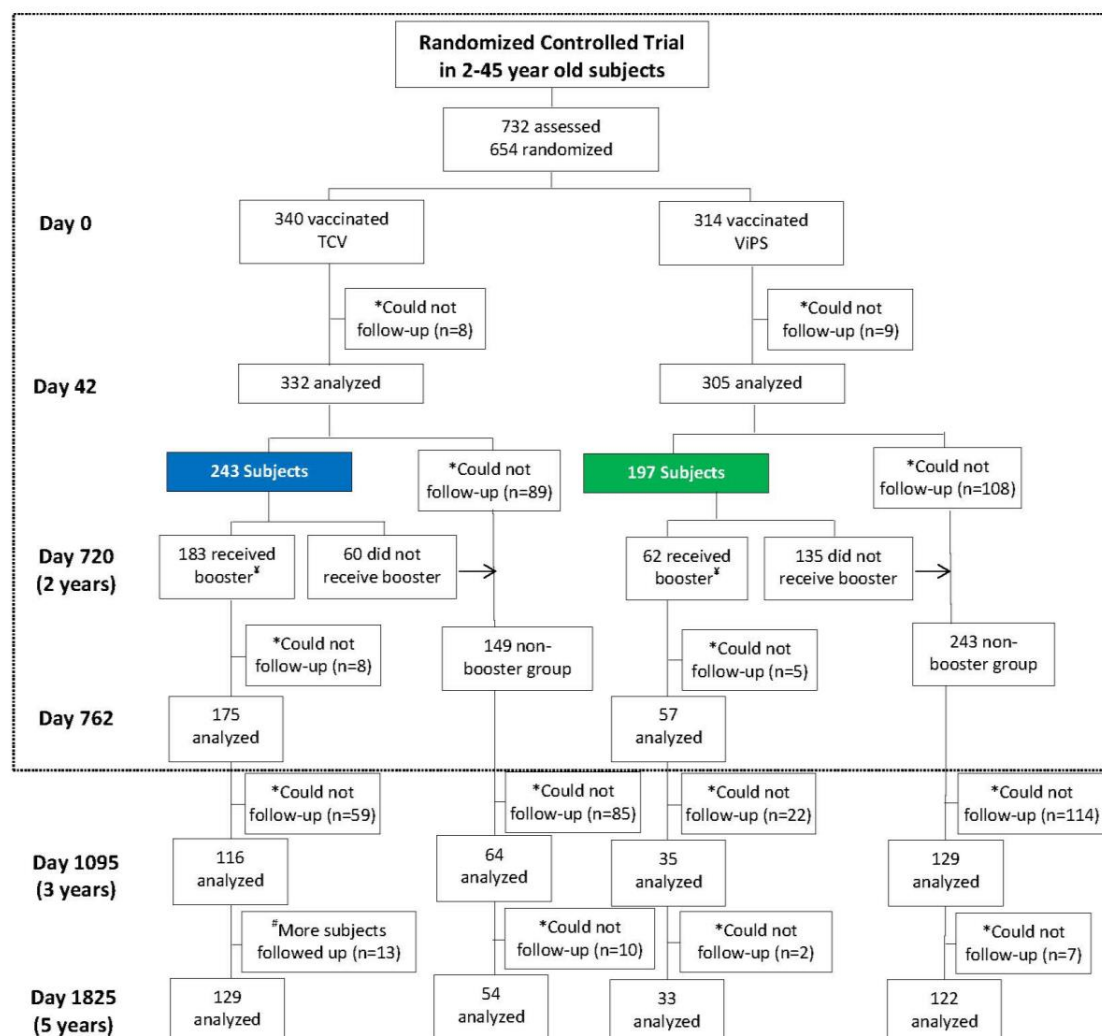 Randomized Controlled Trial
in 2-45 year old subjects
732 assessed
654 randomized
Day 0
340 vaccinated
TCV
314 vaccinated
ViPS
*Could not
follow-up (n=8)
*Could not
follow-up (n=9)
Day 42
332 analyzed
305 analyzed
243 Subjects
*Could not
follow-up (n=89)
197 Subjects
*Could not
follow-up (n=108)
Day 720
(2 years)
183 received
booster¥
60 did not
receive booster
62 received
booster¥
135 did not
receive booster
*Could not
follow-up (n=8)
149 non-
booster group
*Could not
follow-up (n=5)
243 non-
booster group
Day 762
175
analyzed
57
analyzed
*Could not
follow-up (n=59)
*Could not
follow-up (n=85)
*Could not
follow-up (n=22)
*Could not
follow-up (n=114)
Day 1095
(3 years)
116
analyzed
64
analyzed
35
analyzed
129
analyzed
#More subjects
followed up (n=13)
*Could not
follow-up (n=10)
*Could not
follow-up (n=2)
*Could not
follow-up (n=7)
Day 1825
(5 years)
129
analyzed
54
analyzed
33
analyzed
122
analyzed